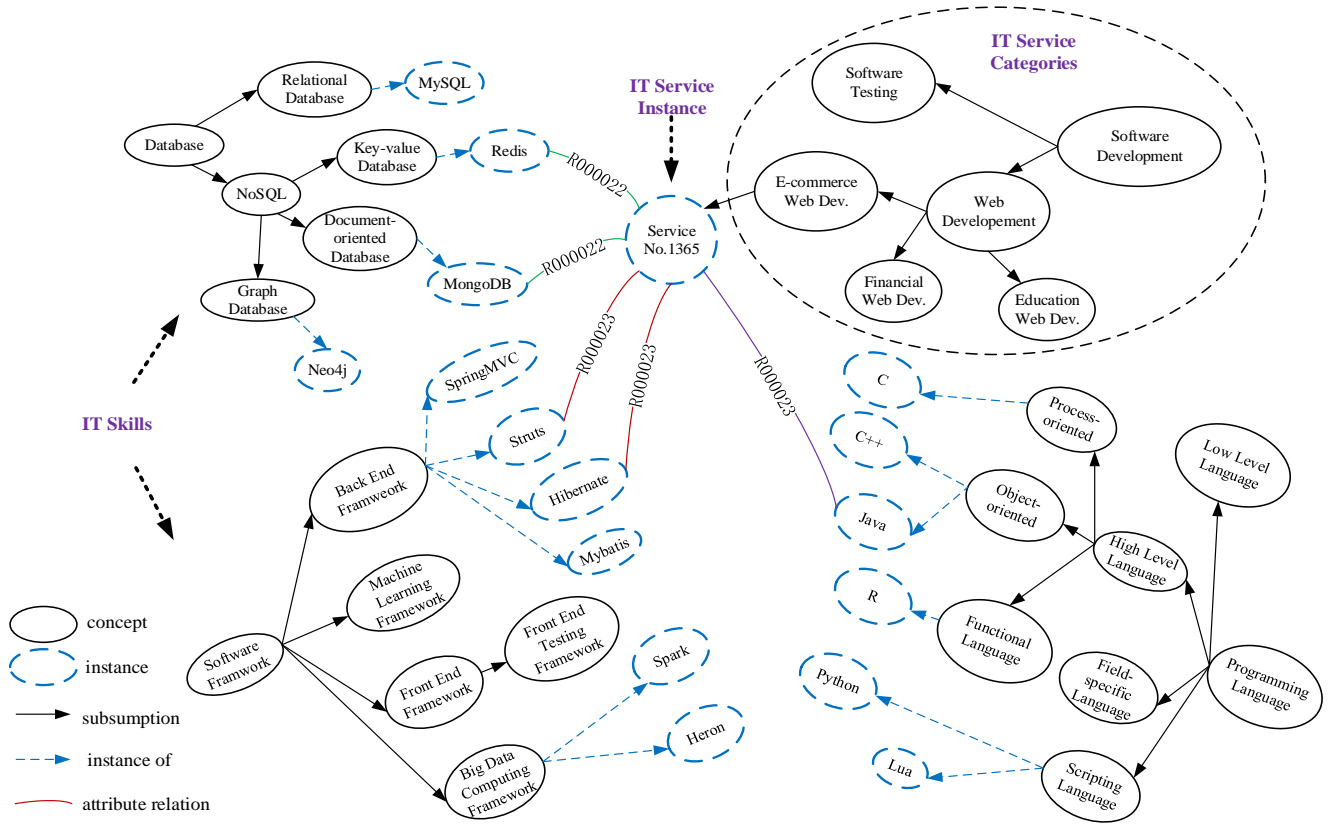 IT Service
Categories
Software
Testing
Software
Development
E-commerce
Web Dev.
Web
Developement
Financial
Web Dev.
Education
Web Dev.
IT Service
Instance
Service
No.1365
Relational
Database
MySQL
Database
Key-value
Database
Redis
R000022
NoSQL
Document-
oriented
Database
MongoDB
R000022
Graph
Database
Neo4j
IT Skills
SpringMVC
Struts
R000023
Hibernate
R000023
Mybatis
Back End
Framwcork
Machine
Learning
Framework
Software
Framwork
Front End
Framework
Front End
Testing
Framework
Big Data
Computing
Framework
Spark
Heron
R000023
C
C++
Java
R
Python
Lua
Process-
oriented
Object-
oriented
Low Level
Language
High Level
Language
Functional
Language
Field-
specific
Language
Programming
Language
Scripting
Language
concept
instance
subsumption
instance of
attribute relation